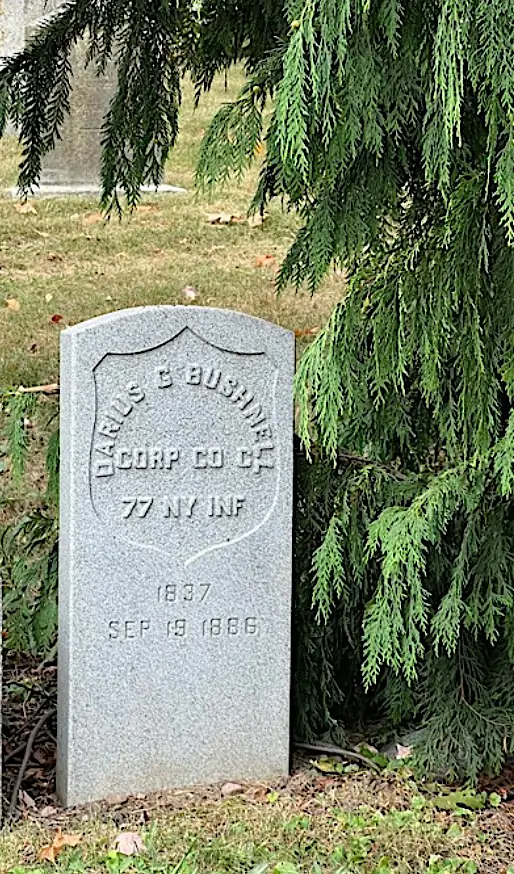 DARIUS G BUSHNELL
CORP CO C
77 NY INF
1837
SEP 19 1886